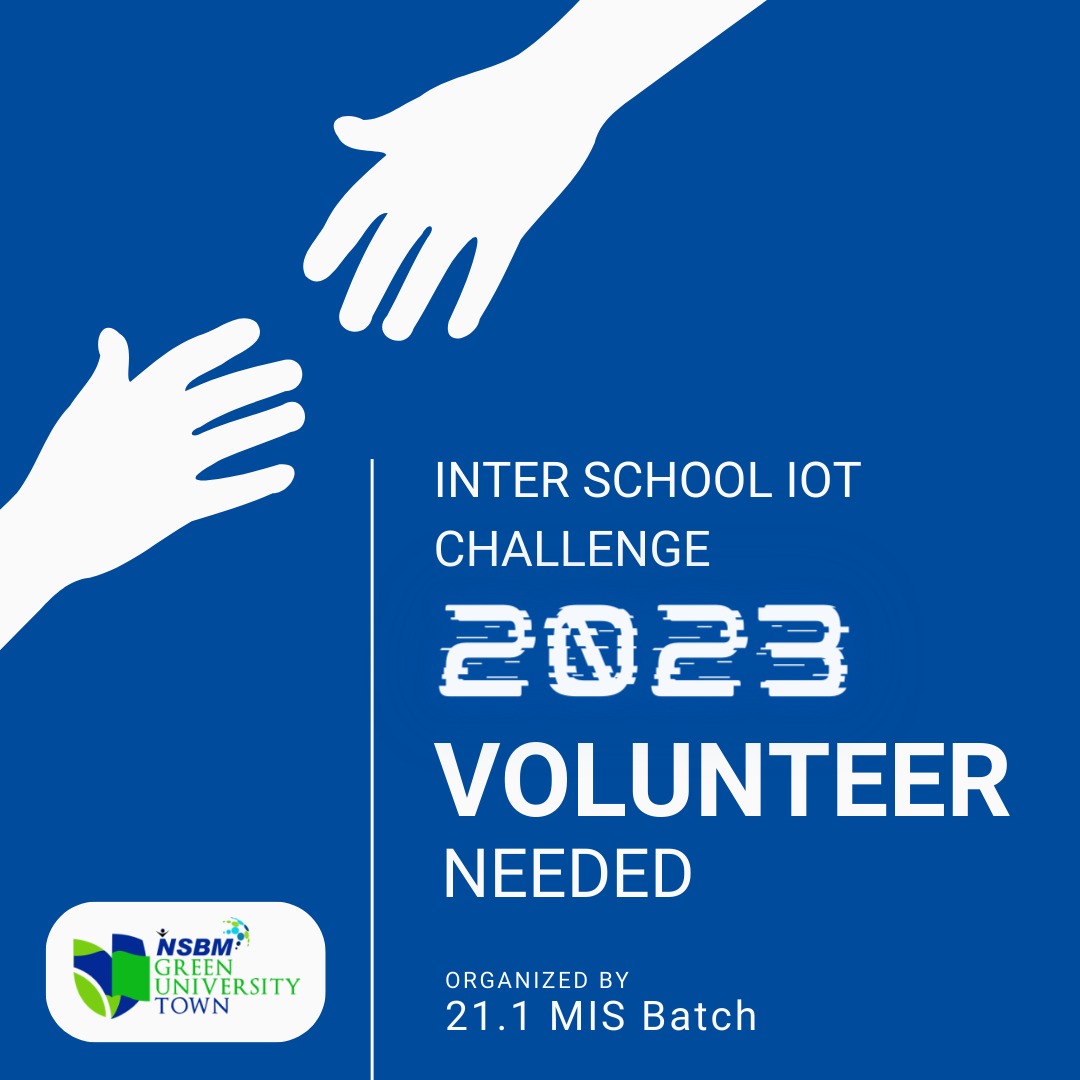 INTER SCHOOL IOT
CHALLENGE
2023
VOLUNTEER
NEEDED
NSBM
GREEN
UNIVERSITY
TOWN
ORGANIZED BY
21.1 MIS Batch